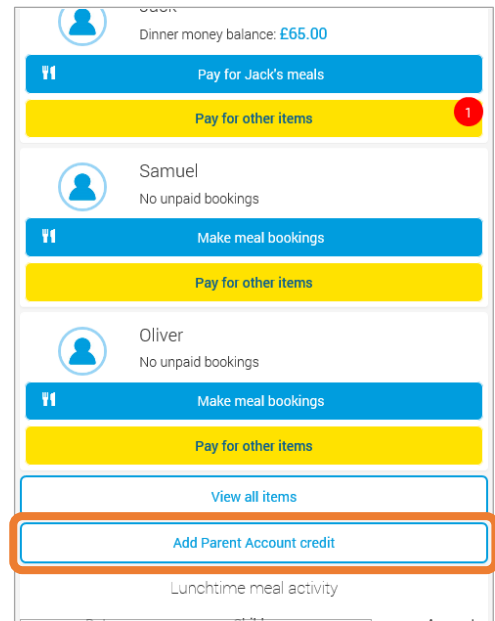 Dinner money balance: £65.00
Pay for Jack's meals
Pay for other items
1
Samuel
No unpaid bookings
Make meal bookings
Pay for other items
Oliver
No unpaid bookings
Make meal bookings
Pay for other items
View all items
Add Parent Account credit
Lunchtime meal activity